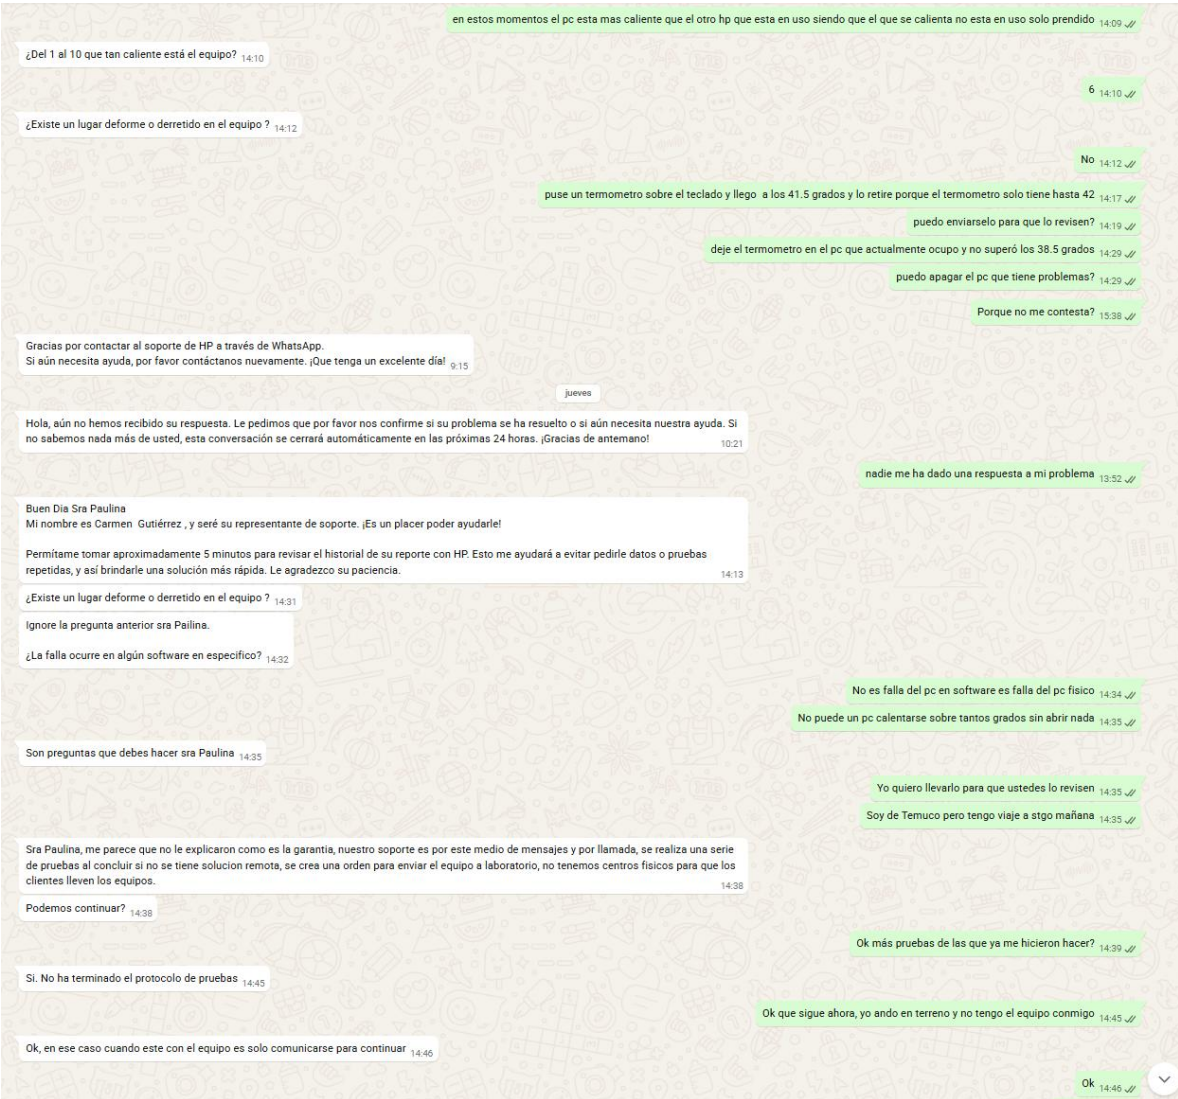 en estos momentos el pc esta mas caliente que el otro hp que esta en uso siendo que el que se calienta no esta en uso solo prendido 14:09
¿Del 1 al 10 que tan caliente está el equipo? 14:10
6 14:10
¿Existe un lugar deforme o derretido en el equipo ? 14:12
No 14:12
puse un termometro sobre el teclado y llego a los 41.5 grados y lo retire porque el termometro solo tiene hasta 42 14:17
puedo enviarselo para que lo revisen? 14:19
deje el termometro en el pc que actualmente ocupo y no superó los 38.5 grados 14:29
puedo apagar el pc que tiene problemas? 14:29
Porque no me contesta? 15:38
Gracias por contactar al soporte de HP a través de WhatsApp.
Si aún necesita ayuda, por favor contáctanos nuevamente. ¡Que tenga un excelente día! 9:15
jueves
Hola, aún no hemos recibido su respuesta. Le pedimos que por favor nos confirme si su problema se ha resuelto o si aún necesita nuestra ayuda. Si
no sabemos nada más de usted, esta conversación se cerrará automáticamente en las próximas 24 horas. ¡Gracias de antemano! 10:21
nadie me ha dado una respuesta a mi problema 13:52
Buen Dia Sra Paulina
Mi nombre es Carmen Gutiérrez , y seré su representante de soporte. ¡Es un placer poder ayudarle!
Permítame tomar aproximadamente 5 minutos para revisar el historial de su reporte con HP. Esto me ayudará a evitar pedirle datos o pruebas
repetidas, y así brindarle una solución más rápida. Le agradezco su paciencia. 14:13
¿Existe un lugar deforme o derretido en el equipo ? 14:31
Ignore la pregunta anterior sra Pailina.
¿La falla ocurre en algún software en especifico? 14:32
No es falla del pc en software es falla del pc fisico 14:34
No puede un pc calentarse sobre tantos grados sin abrir nada 14:35
Son preguntas que debes hacer sra Paulina 14:35
Yo quiero llevarlo para que ustedes lo revisen 14:35
Soy de Temuco pero tengo viaje a stgo mañana 14:35
Sra Paulina, me parece que no le explicaron como es la garantia, nuestro soporte es por este medio de mensajes y por llamada, se realiza una serie
de pruebas al concluir si no se tiene solucion remota, se crea una orden para enviar el equipo a laboratorio, no tenemos centros fisicos para que los
clientes lleven los equipos. 14:38
Podemos continuar? 14:38
Ok más pruebas de las que ya me hicieron hacer? 14:39
Si. No ha terminado el protocolo de pruebas 14:45
Ok que sigue ahora, yo ando en terreno y no tengo el equipo conmigo 14:45
Ok, en ese caso cuando este con el equipo es solo comunicarse para continuar 14:46
Ok 14:46